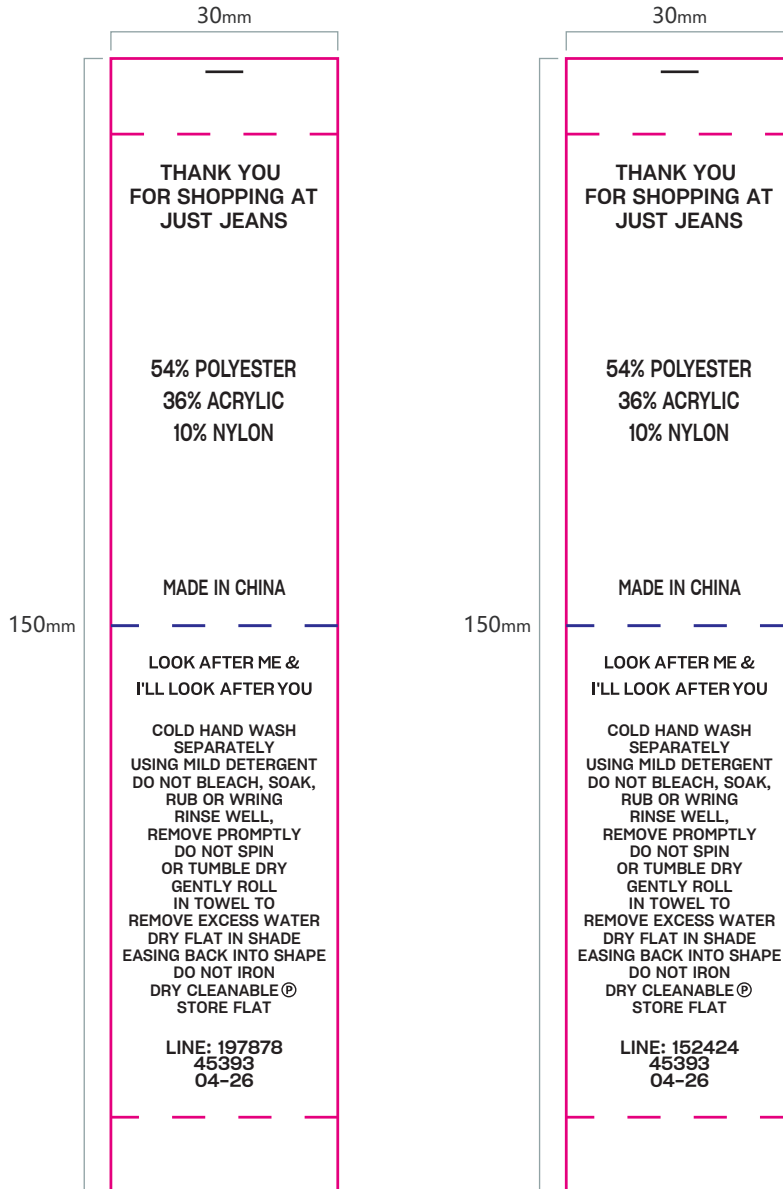 30mm
THANK YOU
FOR SHOPPING AT
JUST JEANS
54% POLYESTER
36% ACRYLIC
10% NYLON
MADE IN CHINA
150mm
LOOK AFTER ME &
I'LL LOOK AFTER YOU
COLD HAND WASH
SEPARATELY
USING MILD DETERGENT
DO NOT BLEACH, SOAK,
RUB OR WRING
RINSE WELL,
REMOVE PROMPTLY
DO NOT SPIN
OR TUMBLE DRY
GENTLY ROLL
IN TOWEL TO
REMOVE EXCESS WATER
DRY FLAT IN SHADE
EASING BACK INTO SHAPE
DO NOT IRON
DRY CLEANABLE Ⓟ
STORE FLAT
LINE: 197878
45393
04-26
30mm
THANK YOU
FOR SHOPPING AT
JUST JEANS
54% POLYESTER
36% ACRYLIC
10% NYLON
MADE IN CHINA
150mm
LOOK AFTER ME &
I'LL LOOK AFTER YOU
COLD HAND WASH
SEPARATELY
USING MILD DETERGENT
DO NOT BLEACH, SOAK,
RUB OR WRING
RINSE WELL,
REMOVE PROMPTLY
DO NOT SPIN
OR TUMBLE DRY
GENTLY ROLL
IN TOWEL TO
REMOVE EXCESS WATER
DRY FLAT IN SHADE
EASING BACK INTO SHAPE
DO NOT IRON
DRY CLEANABLE Ⓟ
STORE FLAT
LINE: 152424
45393
04-26